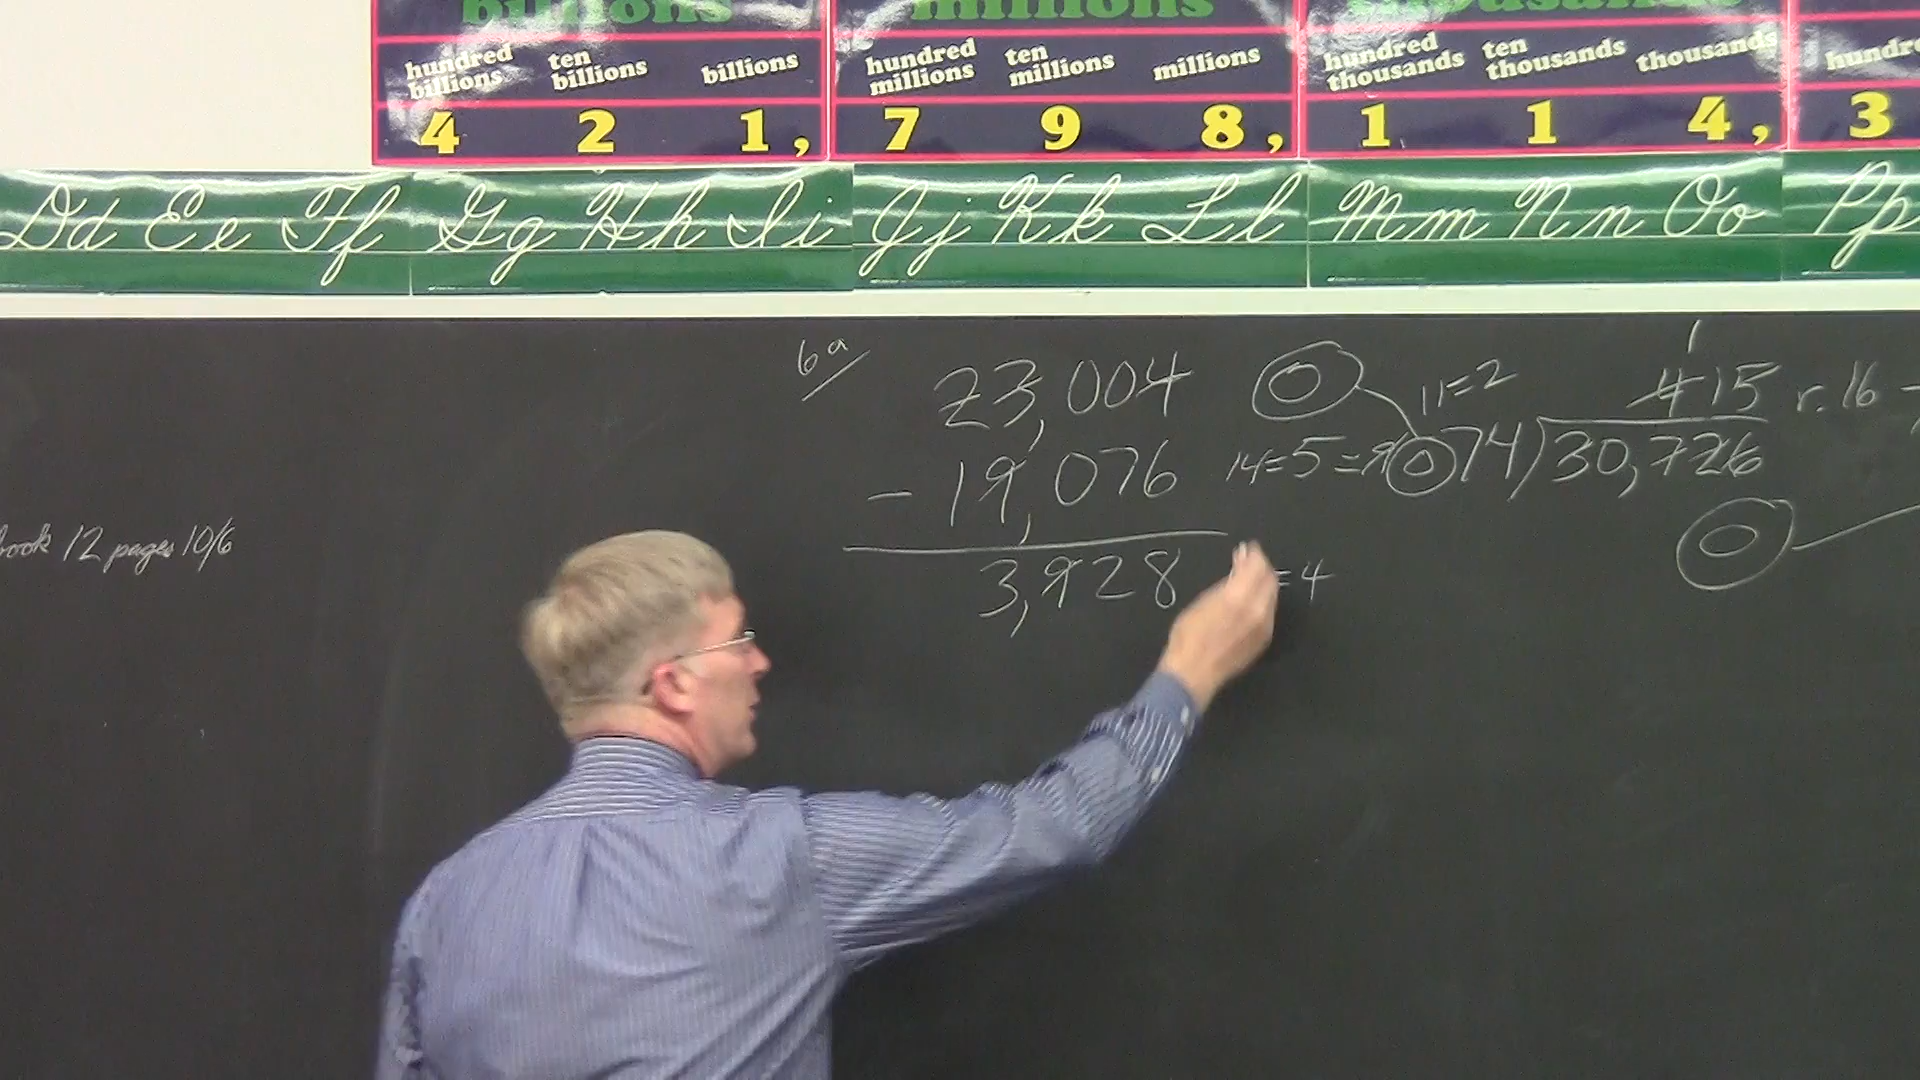 billions millions thousands
hundred billions ten billions billions hundred millions ten millions millions hundred thousands ten thousands thousands
4 2 1, 7 9 8, 1 1 4, 3
Dd Ee Ff Gg Hh Ii Jj Kk Ll Mm Nn Oo Pp
6a
23,004
- 19,076
3,928
= 4
14=5=
11=2
1
415 r. 16
74)30,726
book 12 pages 10/6